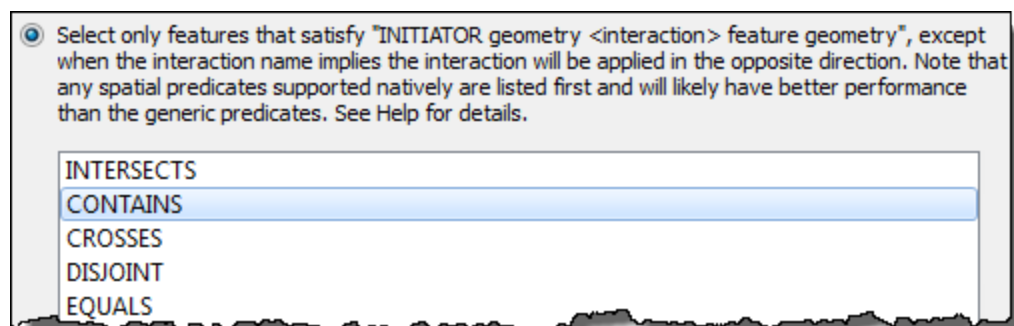 Select only features that satisfy "INITIATOR geometry <interaction> feature geometry", except
when the interaction name implies the interaction will be applied in the opposite direction. Note that
any spatial predicates supported natively are listed first and will likely have better performance
than the generic predicates. See Help for details.
INTERSECTS
CONTAINS
CROSSES
DISJOINT
EQUALS